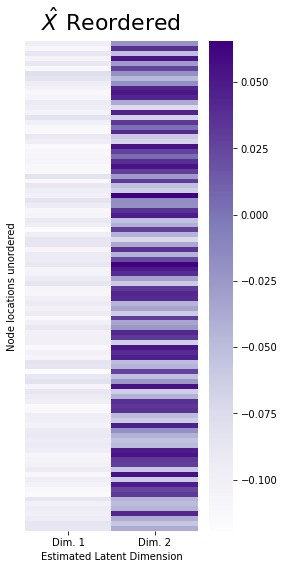 X̂ Reordered
Node locations unordered
0.050
0.025
0.000
−0.025
−0.050
−0.075
−0.100
Dim. 1 Dim. 2
Estimated Latent Dimension